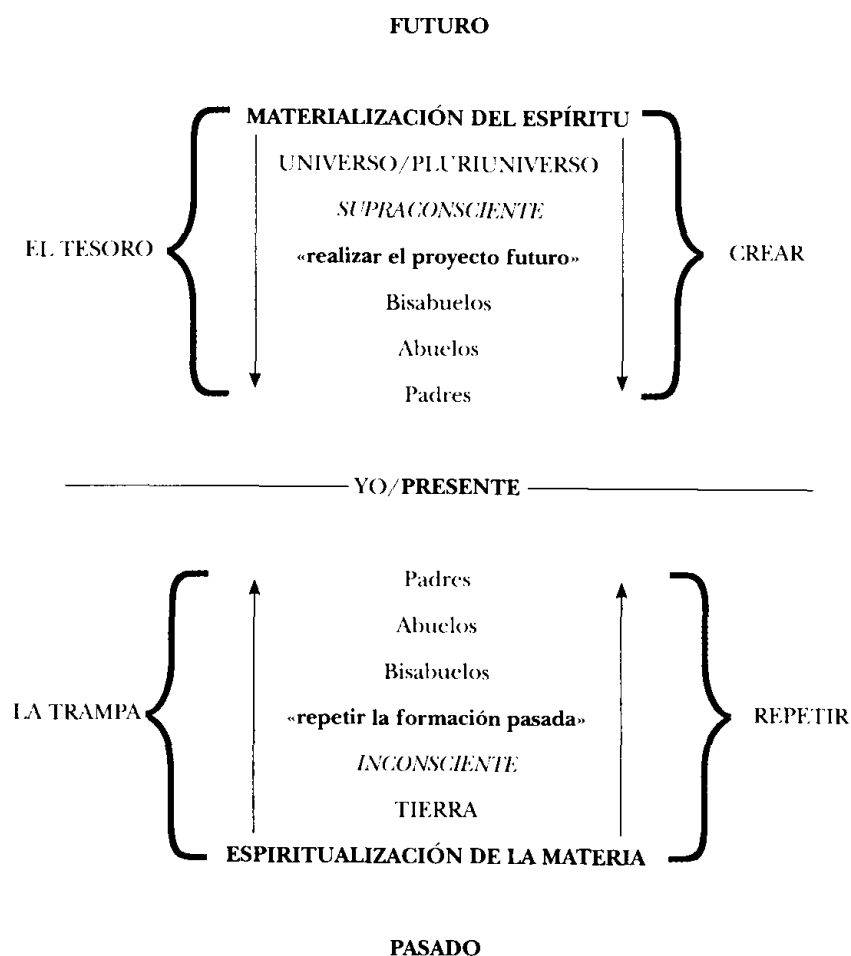 FUTURO
MATERIALIZACIÓN DEL ESPÍRITU
UNIVERSO/PLURIUNIVERSO
SUPRACONSCIENTE
EL TESORO
«realizar el proyecto futuro»
CREAR
Bisabuelos
Abuelos
Padres
YO/PRESENTE
Padres
Abuelos
Bisabuelos
LA TRAMPA
«repetir la formación pasada»
REPETIR
INCONSCIENTE
TIERRA
ESPIRITUALIZACIÓN DE LA MATERIA
PASADO